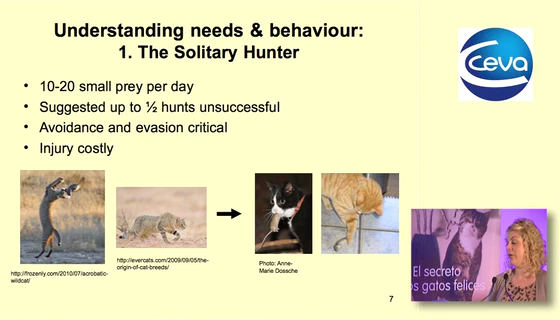 Understanding needs & behaviour:
1. The Solitary Hunter
• 10-20 small prey per day
• Suggested up to ½ hunts unsuccessful
• Avoidance and evasion critical
• Injury costly
http://frozenly.com/2010/07/acrobatic-
wildcat/
http://evercats.com/2009/09/05/the-
origin-of-cat-breeds/
Photo: Anne-
Marie Dossche
7
ceva
El secreto
os gatos felices